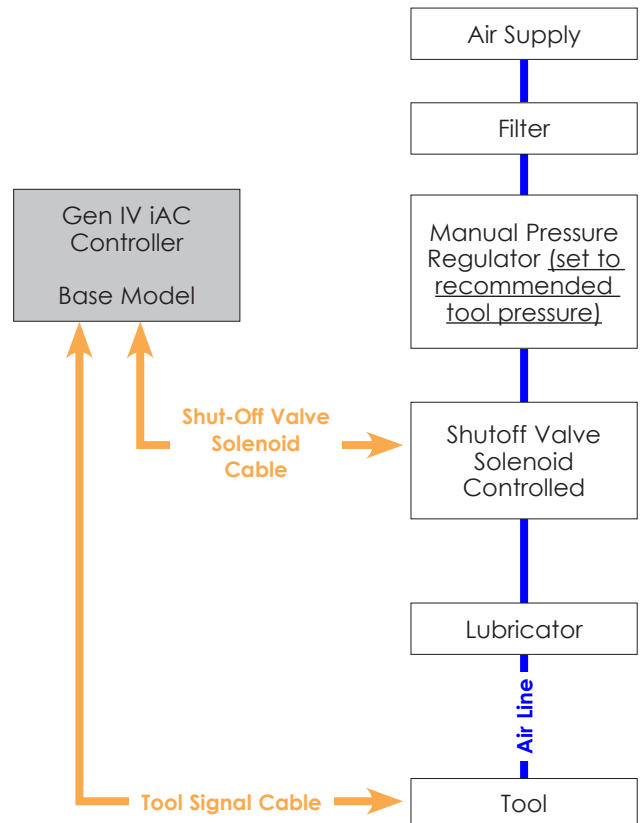 Air Supply
Filter
Gen IV iAC
Controller
Base Model
Manual Pressure
Regulator (set to
recommended
tool pressure)
Shut-Off Valve
Solenoid
Cable
Shutoff Valve
Solenoid
Controlled
Lubricator
Air Line
Tool Signal Cable
Tool